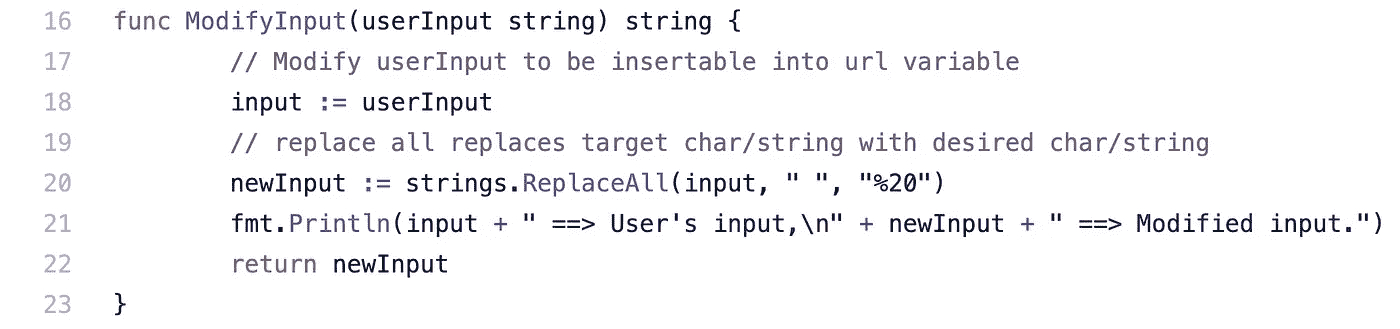 16 func ModifyInput(userInput string) string {
17 // Modify userInput to be insertable into url variable
18 input := userInput
19 // replace all replaces target char/string with desired char/string
20 newInput := strings.ReplaceAll(input, " ", "%20")
21 fmt.Println(input + " ==> User's input,\n" + newInput + " ==> Modified input.")
22 return newInput
23 }